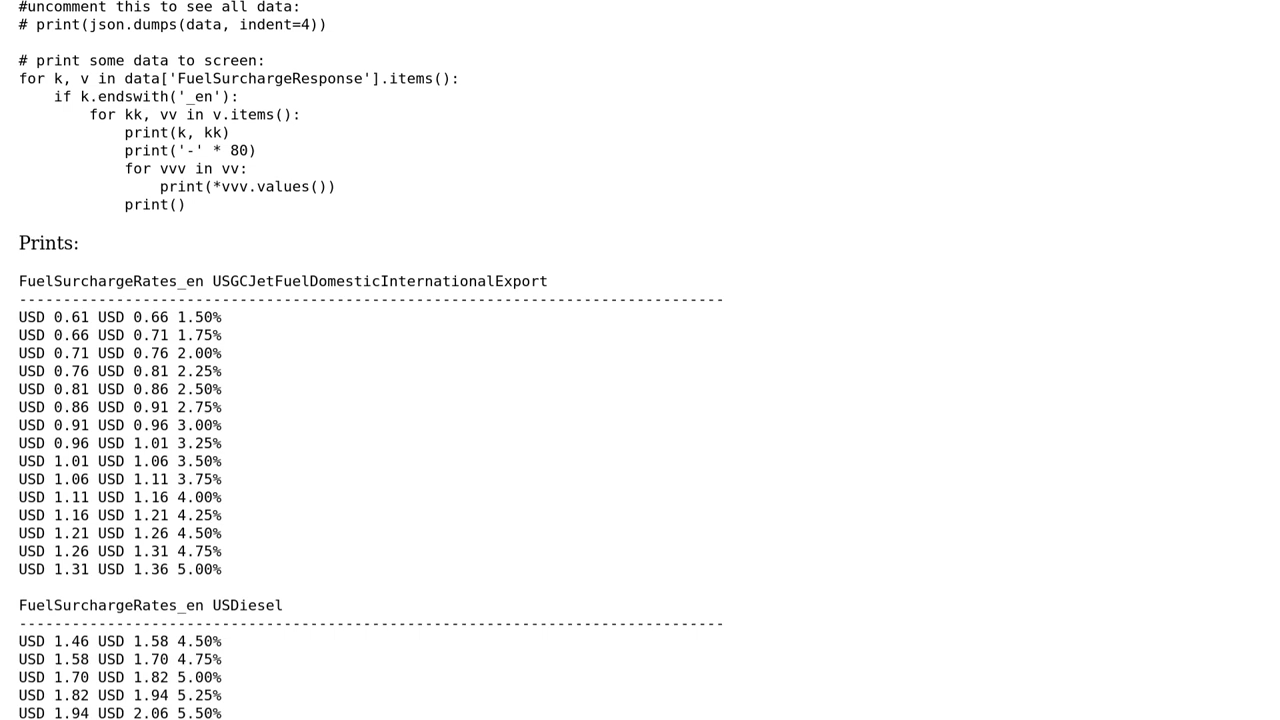 #uncomment this to see all data:
# print(json.dumps(data, indent=4))
# print some data to screen:
for k, v in data['FuelSurchargeResponse'].items():
    if k.endswith('_en'):
        for kk, vv in v.items():
            print(k, kk)
            print('-' * 80)
            for vvv in vv:
                print(*vvv.values())
            print()
Prints:
FuelSurchargeRates_en USGCJetFuelDomesticInternationalExport
--------------------------------------------------------------------------------
USD 0.61 USD 0.66 1.50%
USD 0.66 USD 0.71 1.75%
USD 0.71 USD 0.76 2.00%
USD 0.76 USD 0.81 2.25%
USD 0.81 USD 0.86 2.50%
USD 0.86 USD 0.91 2.75%
USD 0.91 USD 0.96 3.00%
USD 0.96 USD 1.01 3.25%
USD 1.01 USD 1.06 3.50%
USD 1.06 USD 1.11 3.75%
USD 1.11 USD 1.16 4.00%
USD 1.16 USD 1.21 4.25%
USD 1.21 USD 1.26 4.50%
USD 1.26 USD 1.31 4.75%
USD 1.31 USD 1.36 5.00%
FuelSurchargeRates_en USDiesel
--------------------------------------------------------------------------------
USD 1.46 USD 1.58 4.50%
USD 1.58 USD 1.70 4.75%
USD 1.70 USD 1.82 5.00%
USD 1.82 USD 1.94 5.25%
USD 1.94 USD 2.06 5.50%